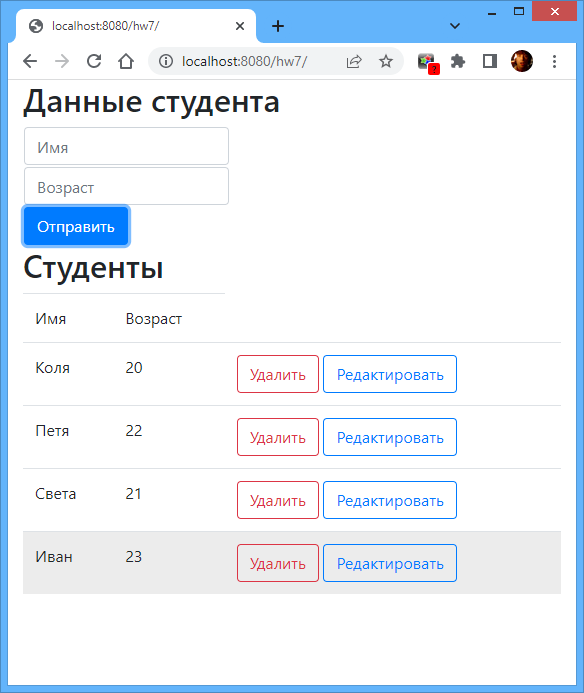 localhost:8080/hw7/
localhost:8080/hw7/
Данные студента
Имя
Возраст
Отправить
Студенты
Имя Возраст
Коля 20 Удалить Редактировать
Петя 22 Удалить Редактировать
Света 21 Удалить Редактировать
Иван 23 Удалить Редактировать